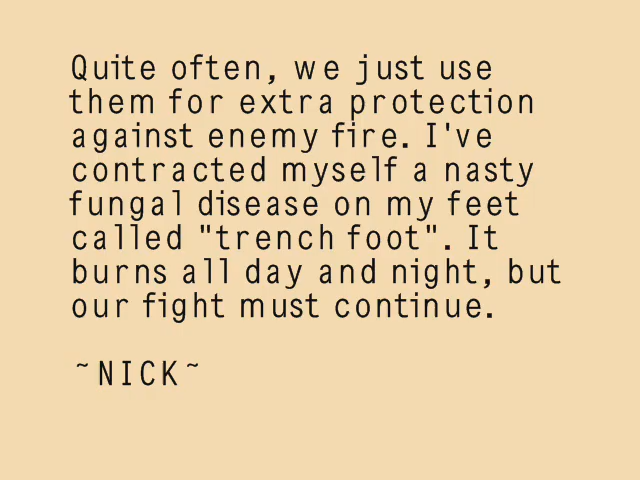 Quite often, we just use
them for extra protection
against enemy fire. I've
contracted myself a nasty
fungal disease on my feet
called "trench foot". It
burns all day and night, but
our fight must continue.
~NICK~